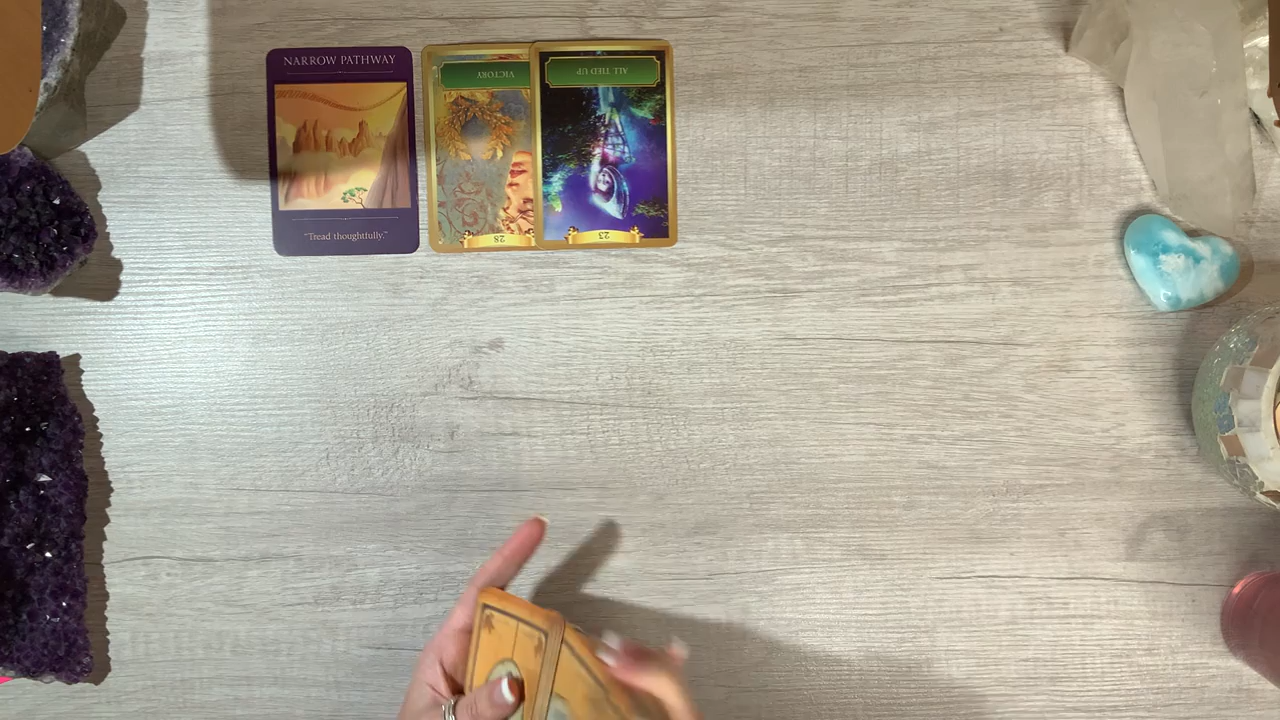 NARROW PATHWAY
"Tread thoughtfully."
VICTORY
28
ALL TIED UP
23